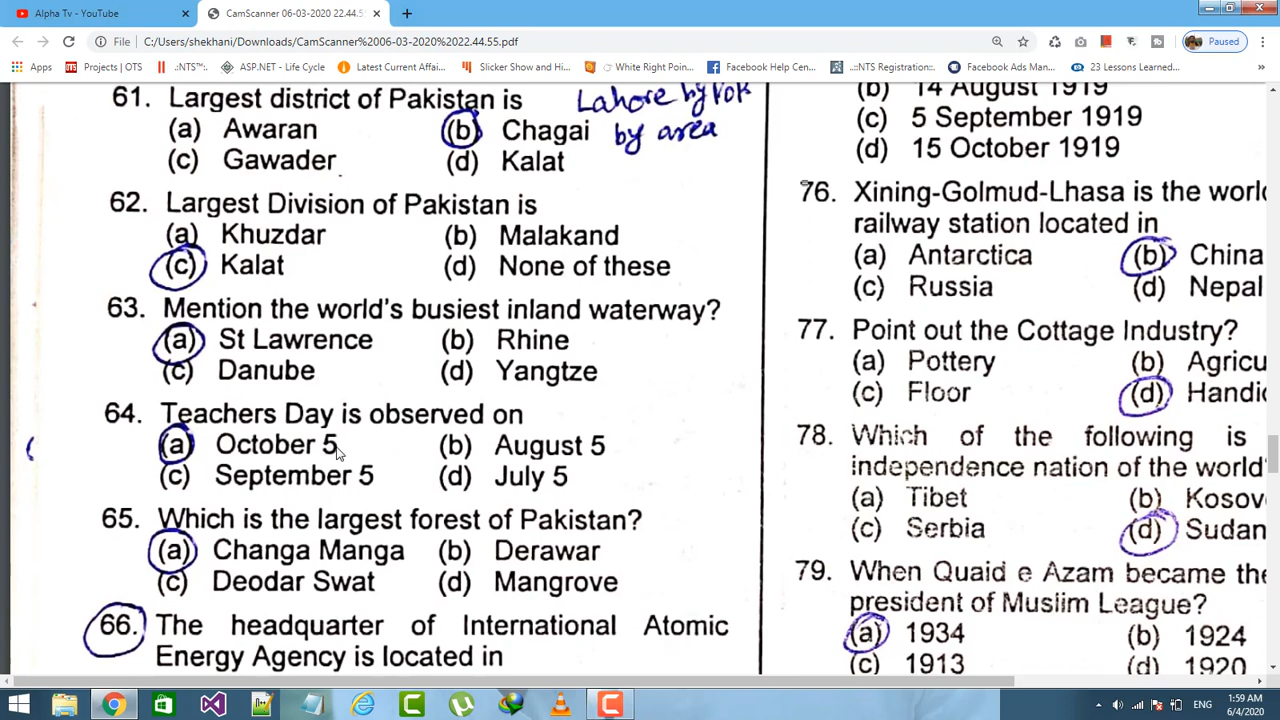 Alpha Tv - YouTube
CamScanner 06-03-2020 22.44.5
File
C:/Users/shekhani/Downloads/CamScanner%2006-03-2020%2022.44.55.pdf
Paused
Apps
Projects | OTS
.:NTS™:.
ASP.NET - Life Cycle
Latest Current Affai...
Slicker Show and Hi...
White Right Poin...
Facebook Help Cen...
..::NTS Registration:...
Facebook Ads Man...
23 Lessons Learned...
61. Largest district of Pakistan is
Lahore by
by area
(a) Awaran (b) Chagai
(c) Gawader (d) Kalat
62. Largest Division of Pakistan is
(a) Khuzdar (b) Malakand
(c) Kalat (d) None of these
63. Mention the world's busiest inland waterway?
(a) St Lawrence (b) Rhine
(c) Danube (d) Yangtze
64. Teachers Day is observed on
(a) October 5 (b) August 5
(c) September 5 (d) July 5
65. Which is the largest forest of Pakistan?
(a) Changa Manga (b) Derawar
(c) Deodar Swat (d) Mangrove
66. The headquarter of International Atomic
Energy Agency is located in
(b) 14 August 1919
(c) 5 September 1919
(d) 15 October 1919
76. Xining-Golmud-Lhasa is the worl
railway station located in
(a) Antarctica (b) China
(c) Russia (d) Nepal
77. Point out the Cottage Industry?
(a) Pottery (b) Agricu
(c) Floor (d) Handic
78. Which of the following is
independence nation of the world
(a) Tibet (b) Kosov
(c) Serbia (d) Sudan
79. When Quaid e Azam became the
president of Muslim League?
(a) 1934 (b) 1924
(c) 1913 (d) 1920
1:59 AM
6/4/2020